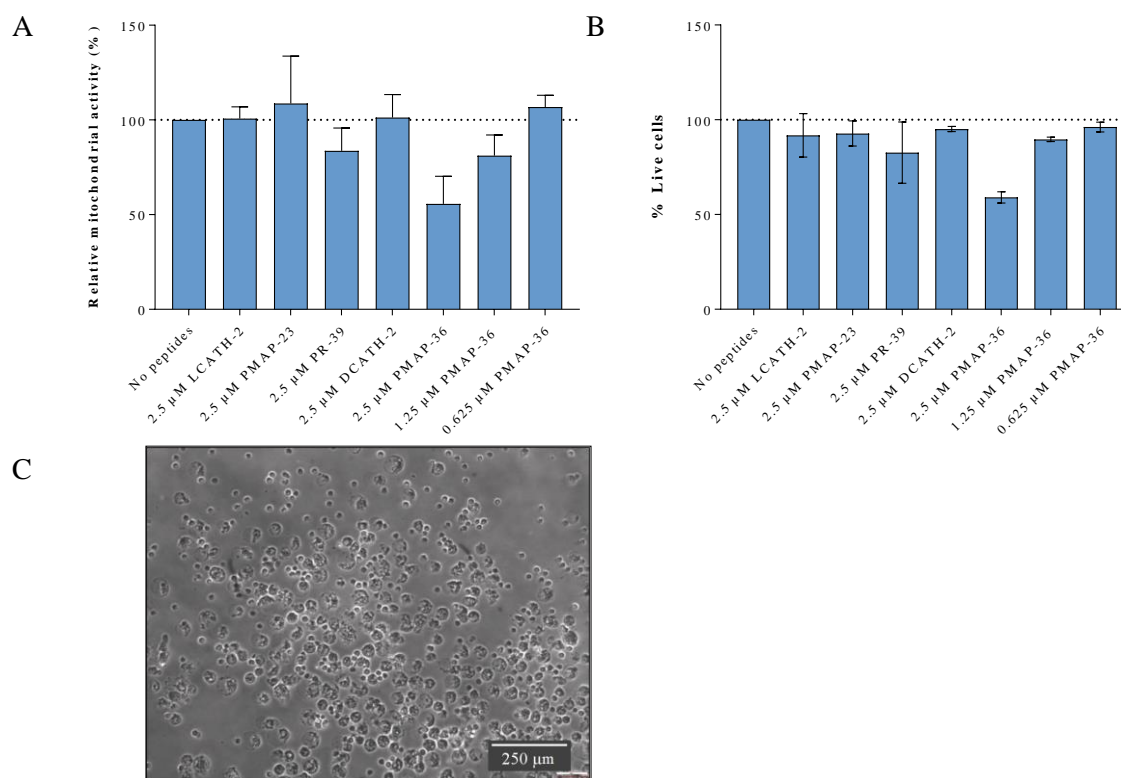 A
Relative mitochondrial activity (%)
150
100
50
0
No peptides
2.5 µM LCATH-2
2.5 µM PMAP-23
2.5 µM PR-39
2.5 µM DCATH-2
2.5 µM PMAP-36
1.25 µM PMAP-36
0.625 µM PMAP-36
B
% Live cells
150
100
50
0
No peptides
2.5 µM LCATH-2
2.5 µM PMAP-23
2.5 µM PR-39
2.5 µM DCATH-2
2.5 µM PMAP-36
1.25 µM PMAP-36
0.625 µM PMAP-36
C
250 µm